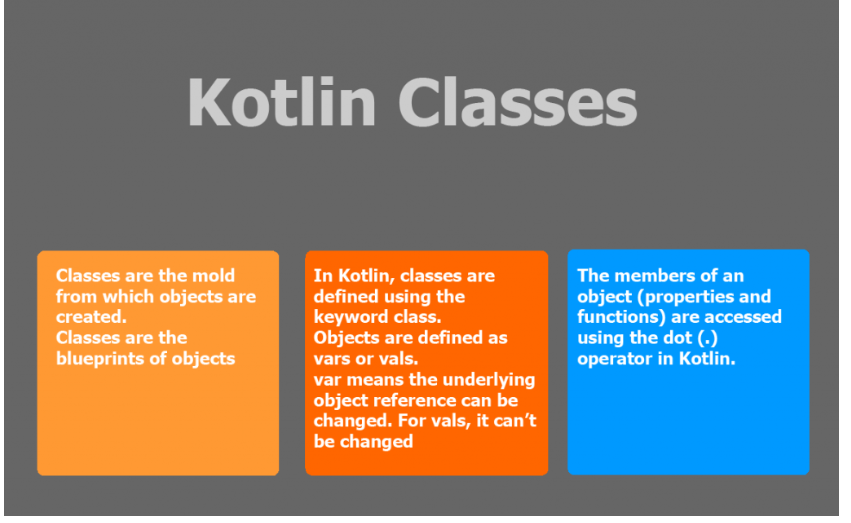 Kotlin Classes
Classes are the mold
from which objects are
created.
Classes are the
blueprints of objects
In Kotlin, classes are
defined using the
keyword class.
Objects are defined as
vars or vals.
var means the underlying
object reference can be
changed. For vals, it can’t
be changed
The members of an
object (properties and
functions) are accessed
using the dot (.)
operator in Kotlin.